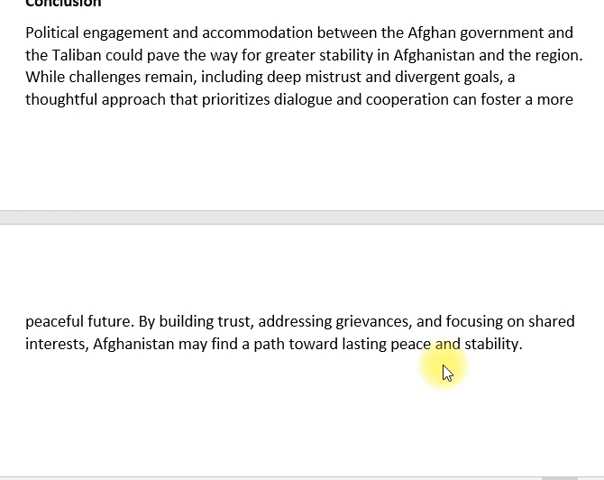 Conclusion
Political engagement and accommodation between the Afghan government and
the Taliban could pave the way for greater stability in Afghanistan and the region.
While challenges remain, including deep mistrust and divergent goals, a
thoughtful approach that prioritizes dialogue and cooperation can foster a more
peaceful future. By building trust, addressing grievances, and focusing on shared
interests, Afghanistan may find a path toward lasting peace and stability.